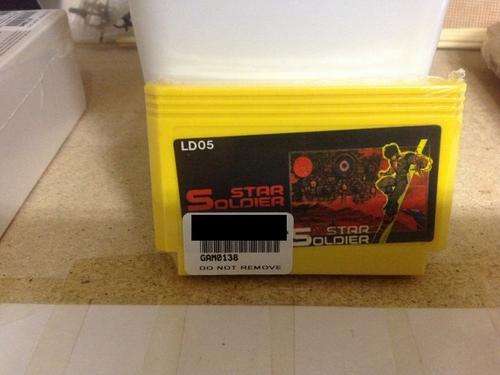 LD05
STAR
SOLDIER
STAR
SOLDIER
GAM0138
DO NOT REMOVE